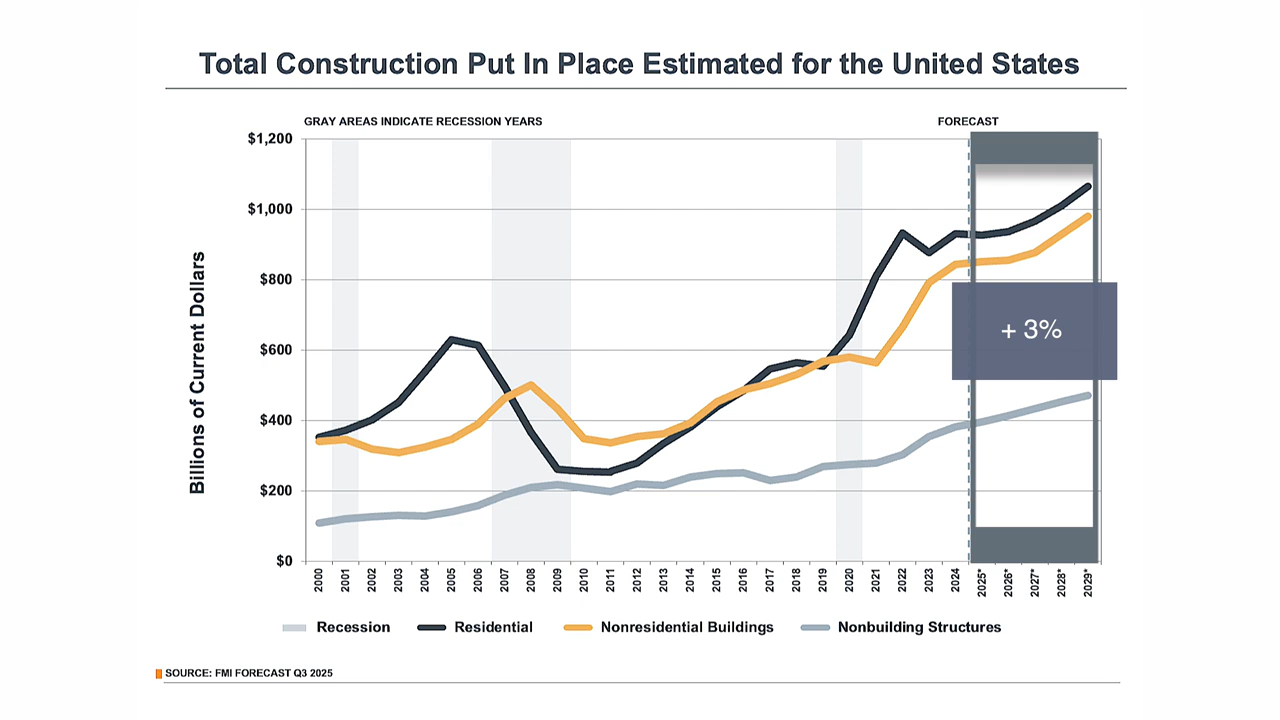 Total Construction Put In Place Estimated for the United States
GRAY AREAS INDICATE RECESSION YEARS
FORECAST
Billions of Current Dollars
$1,200
$1,000
$800
$600
$400
$200
$0
+ 3%
2000 2001 2002 2003 2004 2005 2006 2007 2008 2009 2010 2011 2012 2013 2014 2015 2016 2017 2018 2019 2020 2021 2022 2023 2024 2025* 2026* 2027* 2028* 2029*
Recession Residential Nonresidential Buildings Nonbuilding Structures
SOURCE: FMI FORECAST Q3 2025